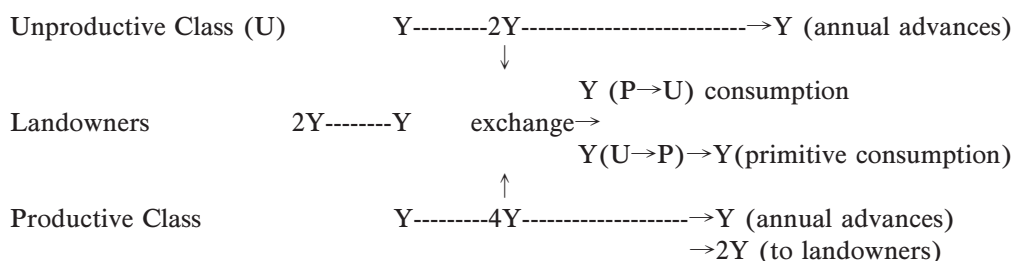 Unproductive Class (U) Y---------2Y--------------------------→Y (annual advances)
↓
Y (P→U) consumption
Landowners 2Y--------Y exchange→
Y(U→P)→Y(primitive consumption)
↑
Productive Class Y---------4Y-------------------→Y (annual advances)
→2Y (to landowners)